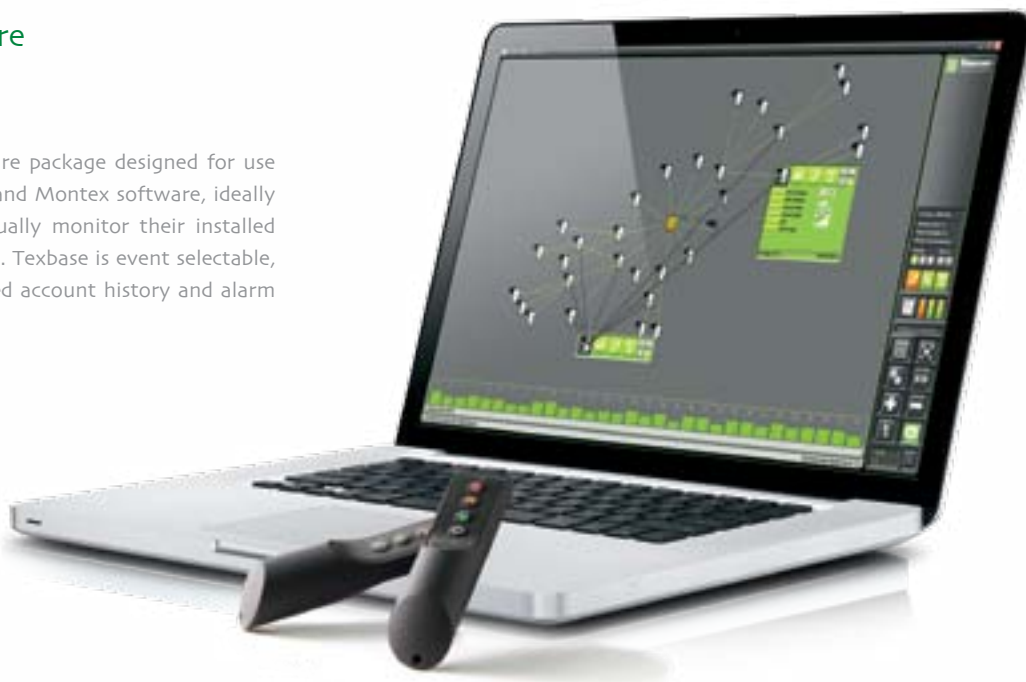 re
re package designed for use
and Montex software, ideally
ually monitor their installed
. Texbase is event selectable,
ed account history and alarm